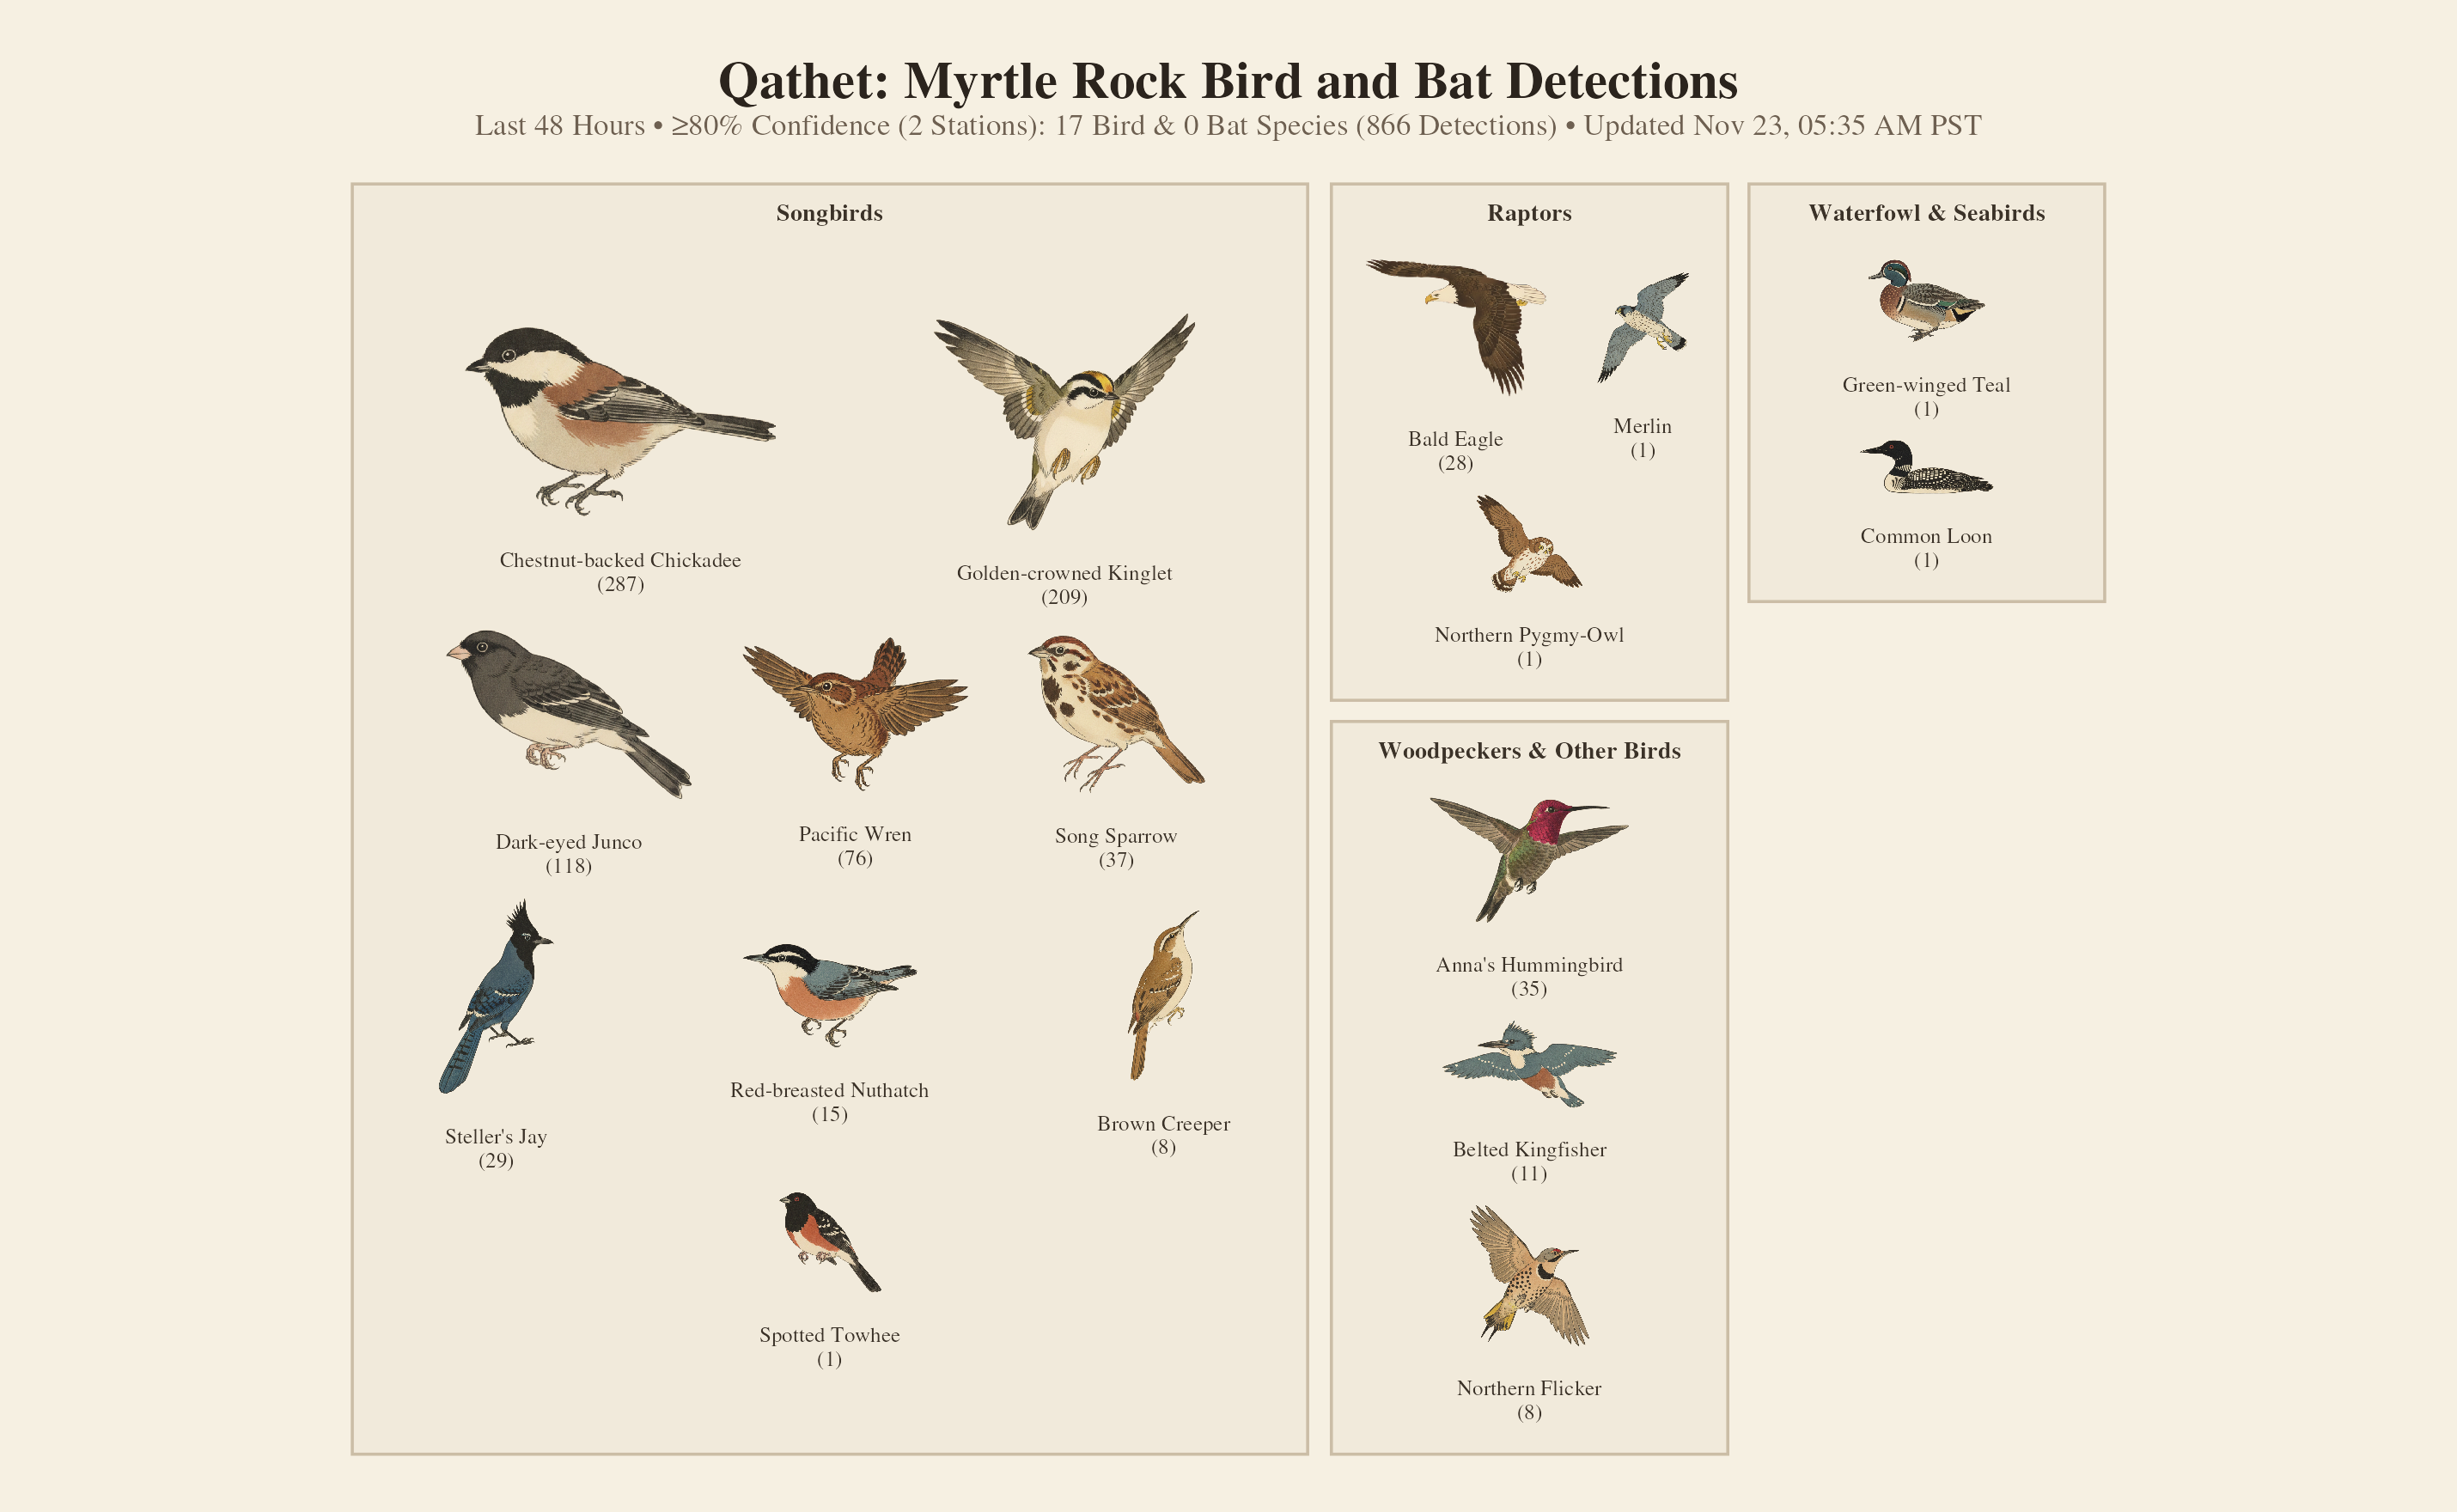 Qathet: Myrtle Rock Bird and Bat Detections
Last 48 Hours • ≥80% Confidence (2 Stations): 17 Bird & 0 Bat Species (866 Detections) • Updated Nov 23, 05:35 AM PST
Songbirds
Chestnut-backed Chickadee
(287)
Golden-crowned Kinglet
(209)
Dark-eyed Junco
(118)
Pacific Wren
(76)
Song Sparrow
(37)
Steller's Jay
(29)
Red-breasted Nuthatch
(15)
Brown Creeper
(8)
Spotted Towhee
(1)
Raptors
Bald Eagle
(28)
Merlin
(1)
Northern Pygmy-Owl
(1)
Woodpeckers & Other Birds
Anna's Hummingbird
(35)
Belted Kingfisher
(11)
Northern Flicker
(8)
Waterfowl & Seabirds
Green-winged Teal
(1)
Common Loon
(1)